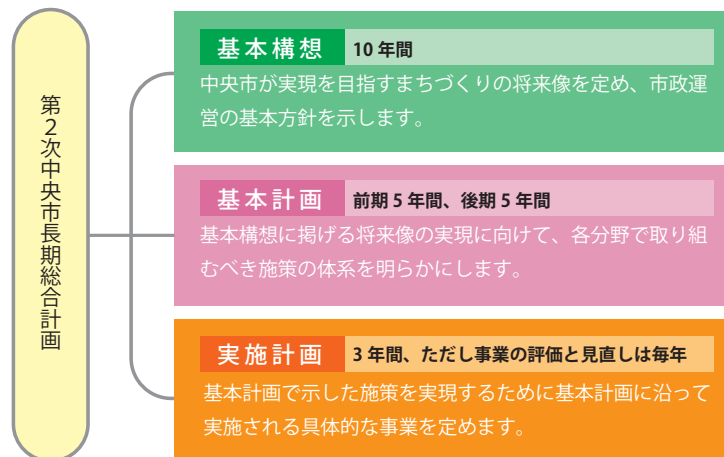 第2次中央市長期総合計画
基本構想 10年間
中央市が実現を目指すまちづくりの将来像を定め、市政運
営の基本方針を示します。
基本計画 前期5年間、後期5年間
基本構想に掲げる将来像の実現に向けて、各分野で取り組
むべき施策の体系を明らかにします。
実施計画 3年間、ただし事業の評価と見直しは毎年
基本計画で示した施策を実現するために基本計画に沿って
実施される具体的な事業を定めます。